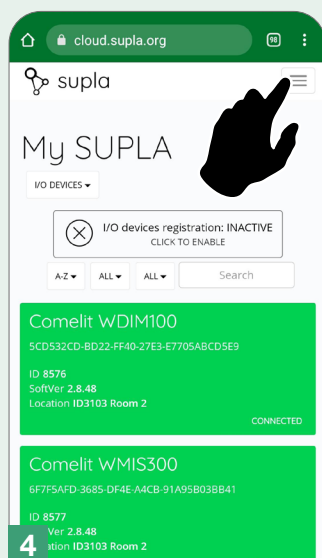 cloud.supla.org
98
supla
My SUPLA
I/O DEVICES
I/O devices registration: INACTIVE
CLICK TO ENABLE
A-Z ALL ALL Search
Comelit WDIM100
5CD532CD-BD22-FF40-27E3-E7705ABCD5E9
ID 8576
SoftVer 2.8.48
Location ID3103 Room 2
CONNECTED
Comelit WMIS300
6F7F5AFD-3685-DF4E-A4CB-91A95B03BB41
ID 8577
Ver 2.8.48
ation ID3103 Room 2
4